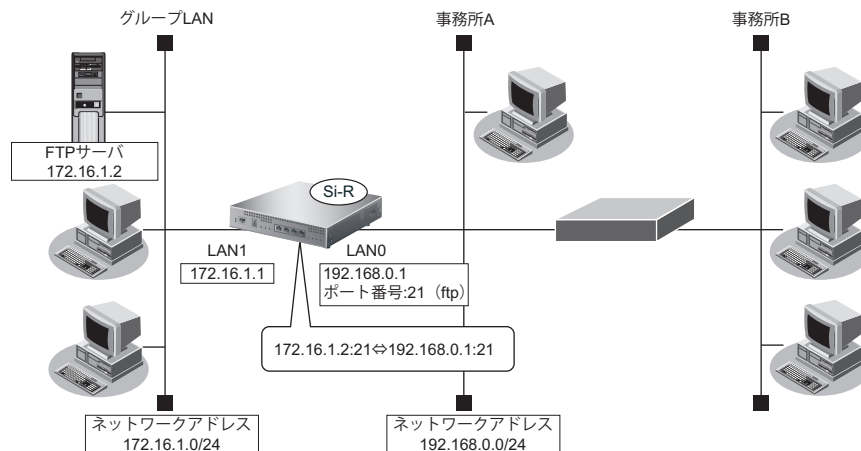 グループLAN
事務所A
事務所B
FTPサーバ
172.16.1.2
Si-R
LAN1
172.16.1.1
LAN0
192.168.0.1
ポート番号:21（ftp）
172.16.1.2:21⇔192.168.0.1:21
ネットワークアドレス
172.16.1.0/24
ネットワークアドレス
192.168.0.0/24